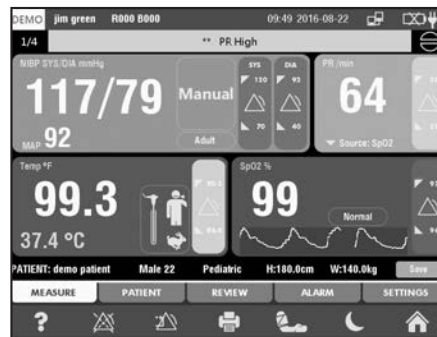 DEMO jim green R000 B000 09:49 2016-08-22
1/4 ** PR High
NIBP SYS/DIA mmHg SYS DIA PR /min
117/79 Manual 120 92 64
70 40
MAP 92 Adult Source: SpO2
Temp °F SpO2 %
99.3 99 Normal
37.4 °C
PATIENT: demo patient Male 22 Pediatric H:180.0cm W:140.0kg Save
MEASURE PATIENT REVIEW ALARM SETTINGS
?